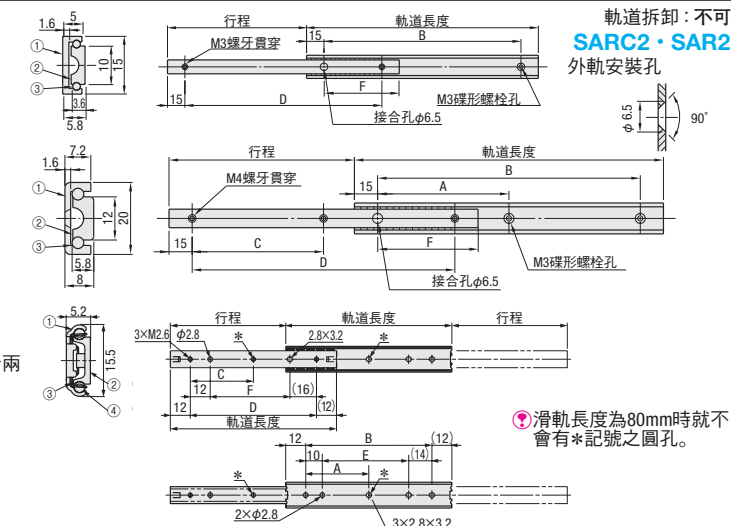 軌道拆卸：不可
SARC2・SAR2
外軌安裝孔
φ 6.5
90°
5
1.6
①
②
③
10
15
3.6
5.8
行程
軌道長度
15
B
M3螺牙貫穿
F
15
D
M3碟形螺栓孔
接合孔φ6.5
7.2
1.6
①
②
③
12
20
5.8
8
行程
軌道長度
B
M4螺牙貫穿
15
A
15
C
F
D
M3碟形螺栓孔
接合孔φ6.5
兩
5.2
①
15.5
②
③
④
行程
軌道長度
行程
3×M2.6
φ2.8
*
2.8×3.2
*
C
12
F
(16)
12
D
(12)
軌道長度
滑軌長度為80mm時就不
會有*記號之圓孔。
12
B
(12)
10
E
(14)
*
A
*
2×φ2.8
3×2.8×3.2